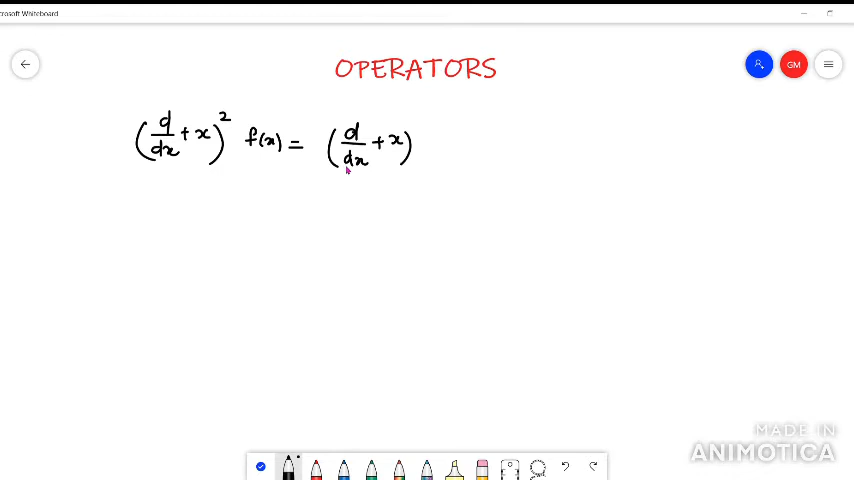 crosoft Whiteboard
OPERATORS
GM
(d/dx + x)² f(x) = (d/dx + x)
MADE IN
ANIMOTICA